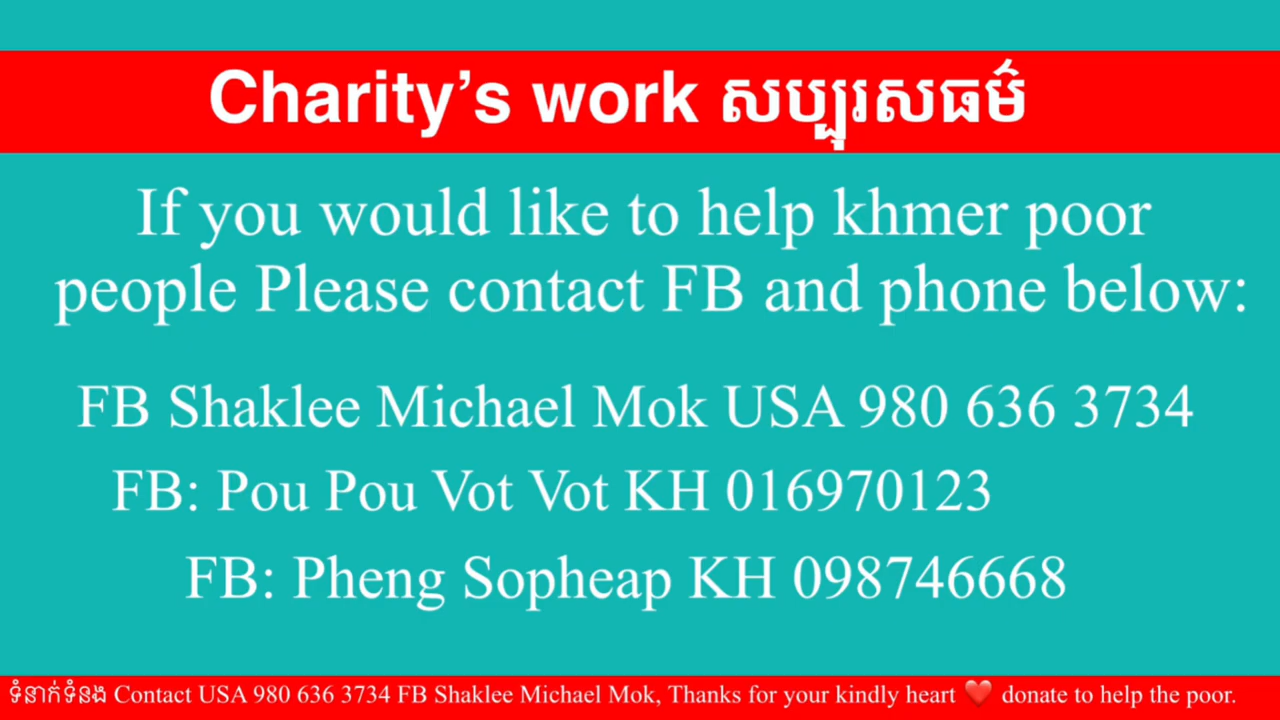 Charity’s work សប្បុរសធម៌
If you would like to help khmer poor
people Please contact FB and phone below:
FB Shaklee Michael Mok USA 980 636 3734
FB: Pou Pou Vot Vot KH 016970123
FB: Pheng Sopheap KH 098746668
ទំនាក់ទំនង Contact USA 980 636 3734 FB Shaklee Michael Mok, Thanks for your kindly heart ❤️ donate to help the poor.